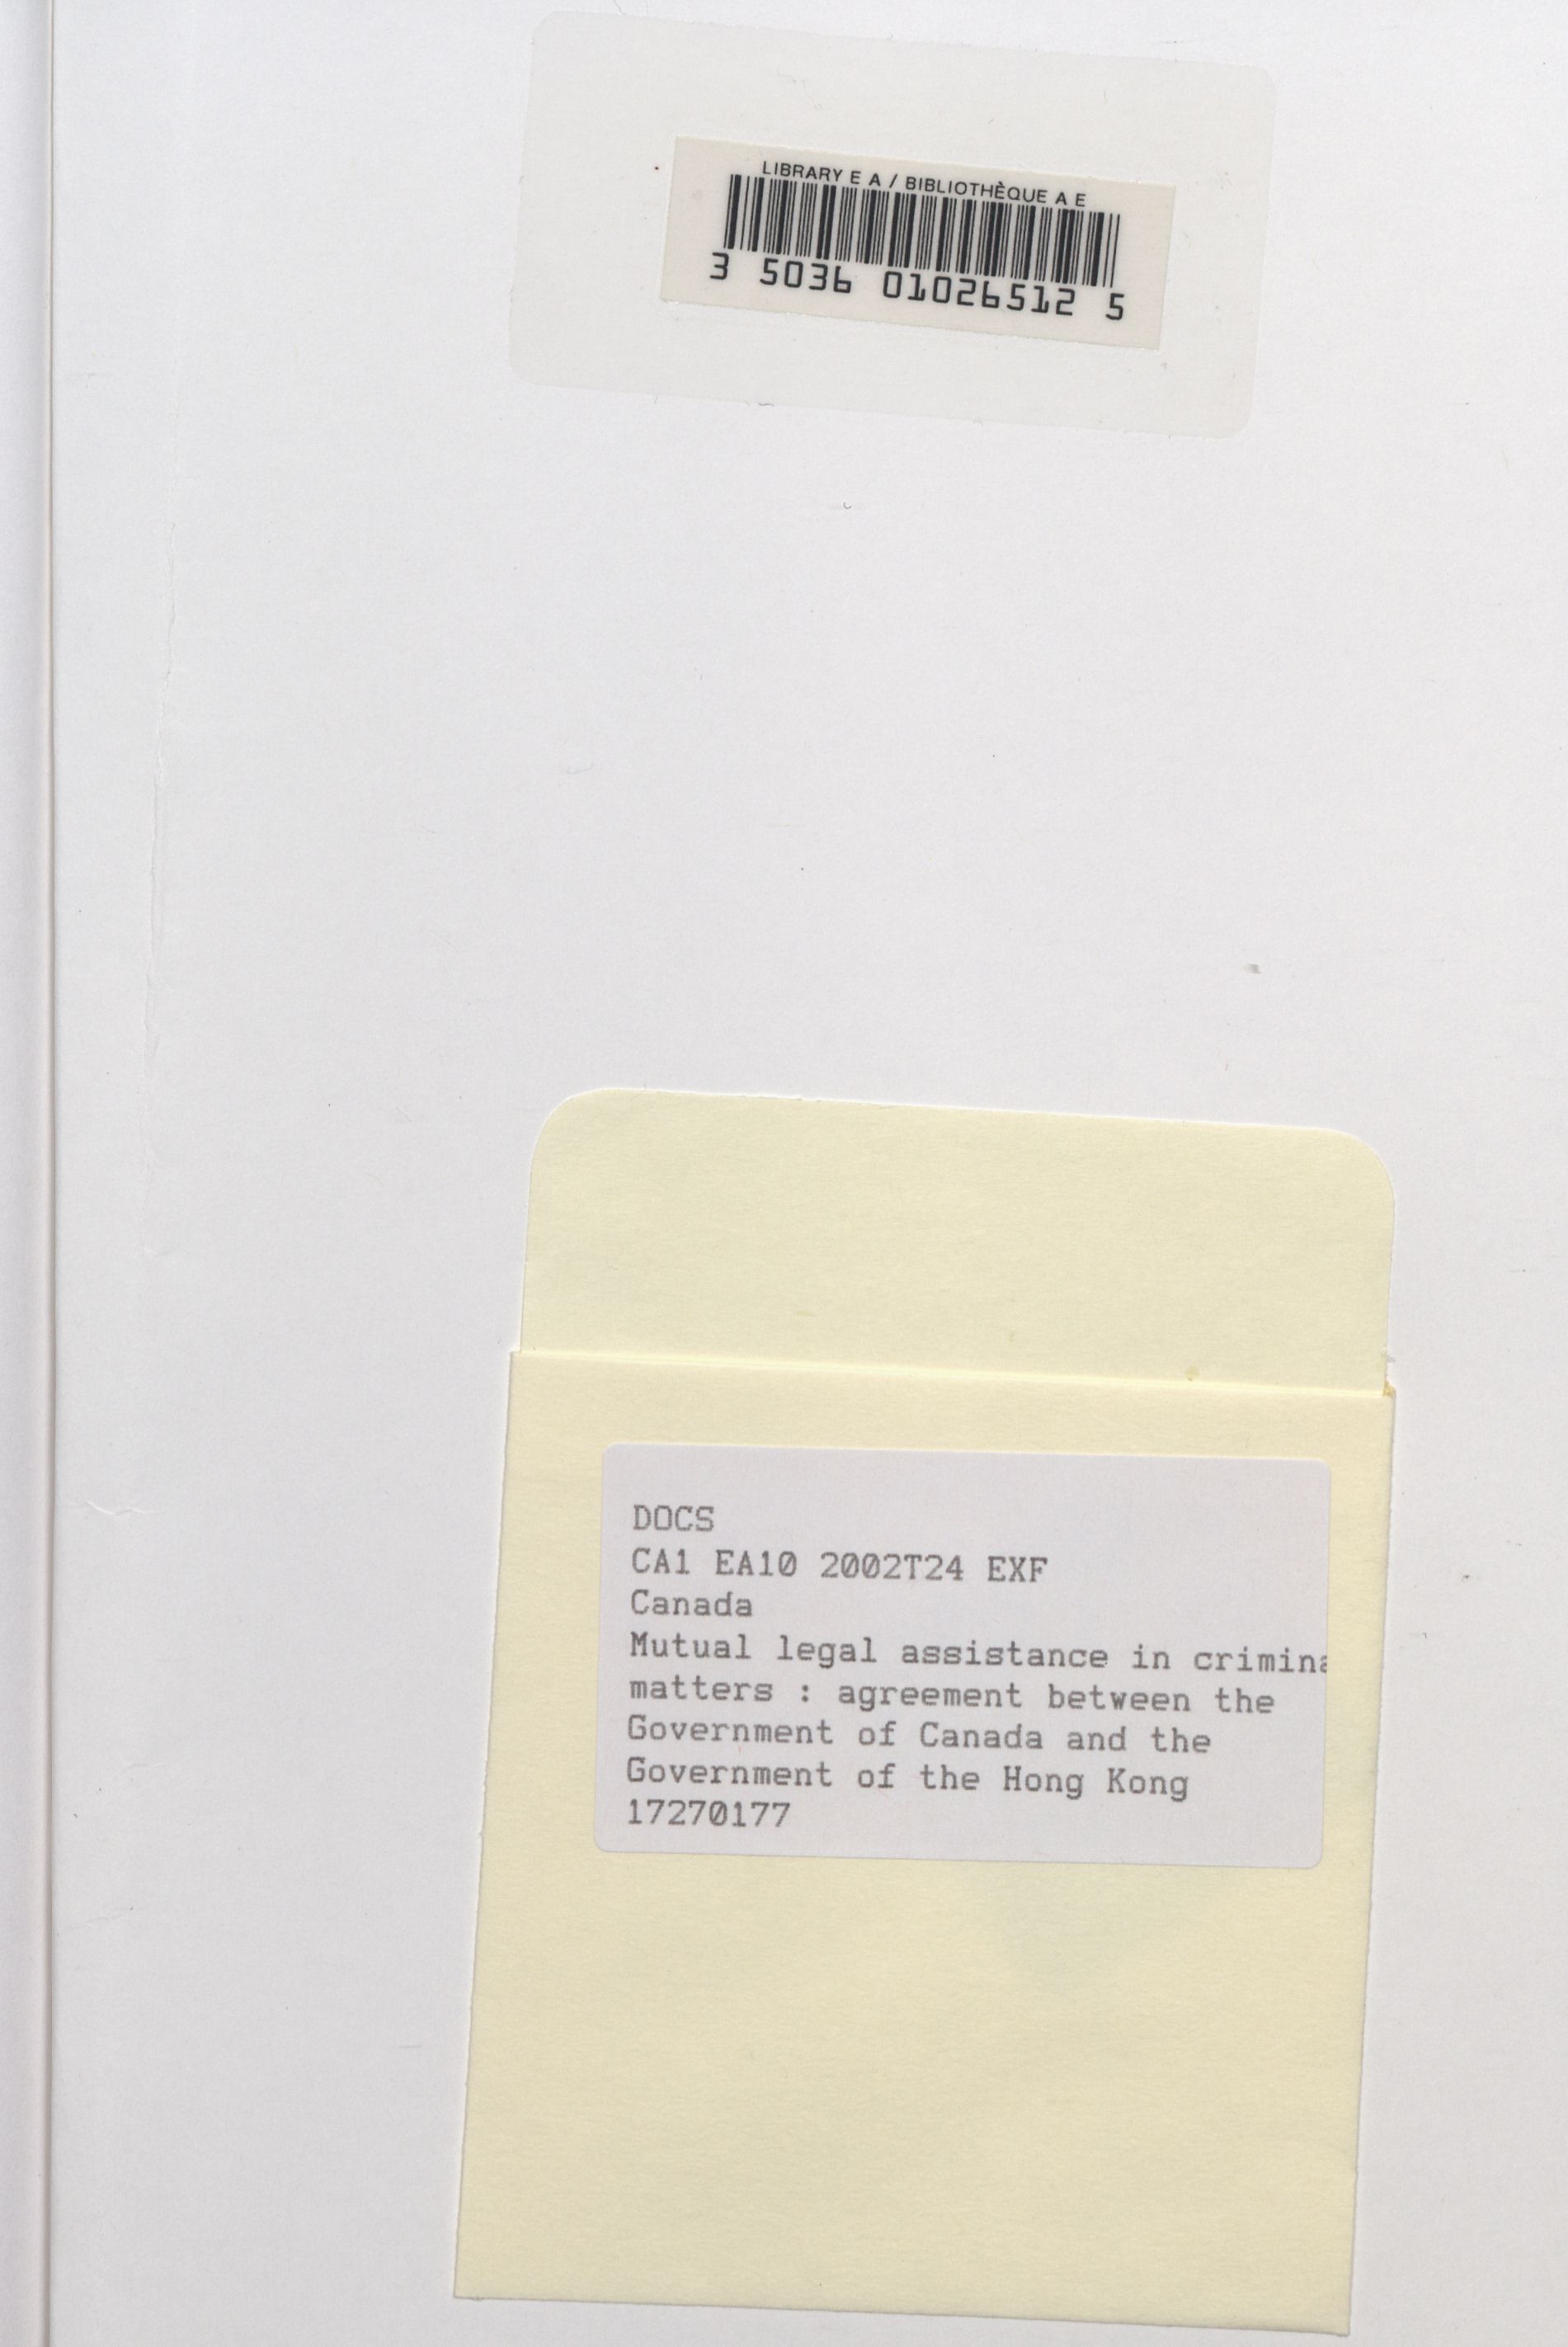 LIBRARY E A / BIBLIOTHÈQUE A E
3 5036 01026512 5
DOCS
CA1 EA10 2002T24 EXF
Canada
Mutual legal assistance in crimina
matters : agreement between the
Government of Canada and the
Government of the Hong Kong
17270177